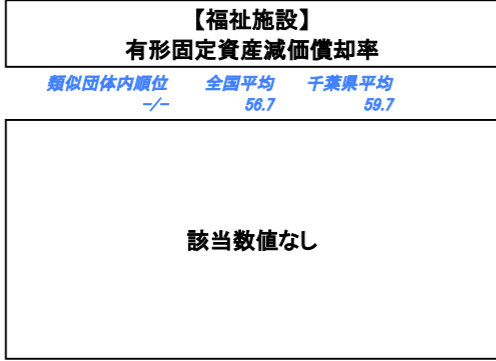 【福祉施設】
有形固定資産減価償却率
類似団体内順位 全国平均 千葉県平均
-/- 56.7 59.7
該当数値なし